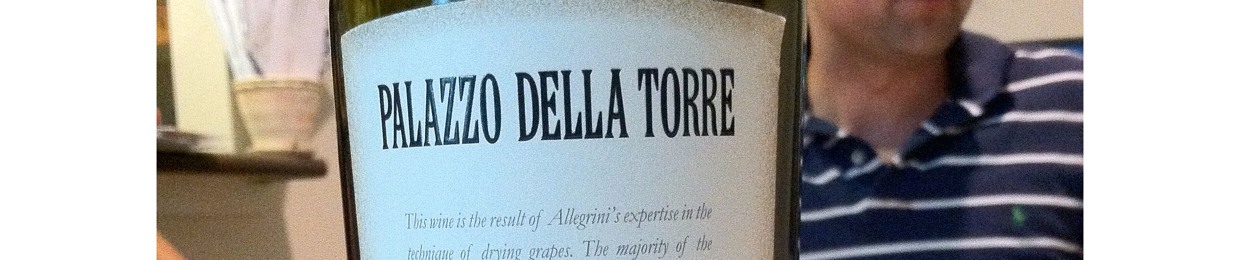 PALAZZO DELLA TORRE
This wine is the result of Allegrini's expertise in the
technique of drying grapes. The majority of the